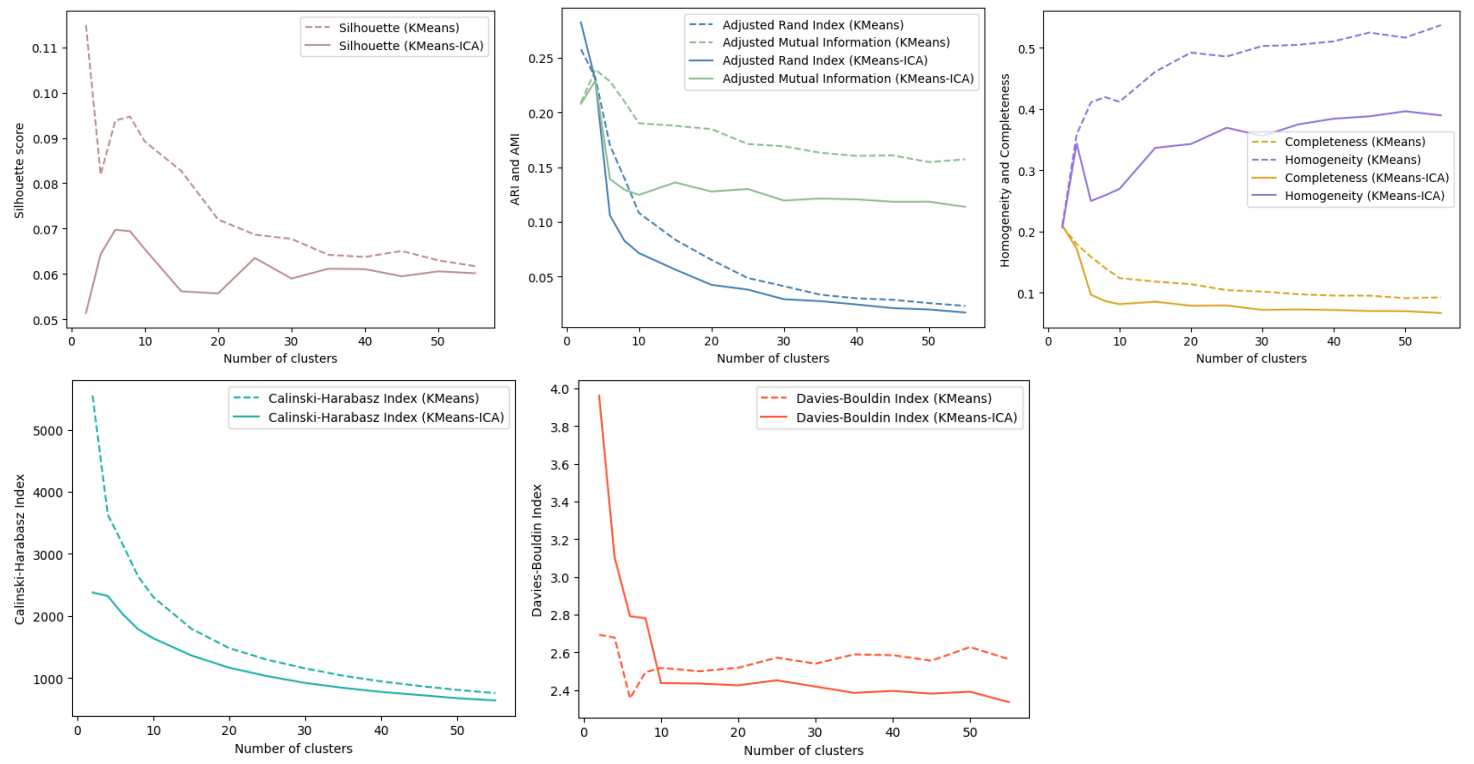 Silhouette (KMeans)
Silhouette (KMeans-ICA)
0.11
0.10
0.09
0.08
0.07
0.06
0.05
Silhouette score
0 10 20 30 40 50
Number of clusters
Adjusted Rand Index (KMeans)
Adjusted Mutual Information (KMeans)
Adjusted Rand Index (KMeans-ICA)
Adjusted Mutual Information (KMeans-ICA)
0.25
0.20
0.15
0.10
0.05
ARI and AMI
0 10 20 30 40 50
Number of clusters
Completeness (KMeans)
Homogeneity (KMeans)
Completeness (KMeans-ICA)
Homogeneity (KMeans-ICA)
0.5
0.4
0.3
0.2
0.1
Homogeneity and Completeness
0 10 20 30 40 50
Number of clusters
Calinski-Harabasz Index (KMeans)
Calinski-Harabasz Index (KMeans-ICA)
5000
4000
3000
2000
1000
Calinski-Harabasz Index
0 10 20 30 40 50
Number of clusters
Davies-Bouldin Index (KMeans)
Davies-Bouldin Index (KMeans-ICA)
4.0
3.8
3.6
3.4
3.2
3.0
2.8
2.6
2.4
Davies-Bouldin Index
0 10 20 30 40 50
Number of clusters